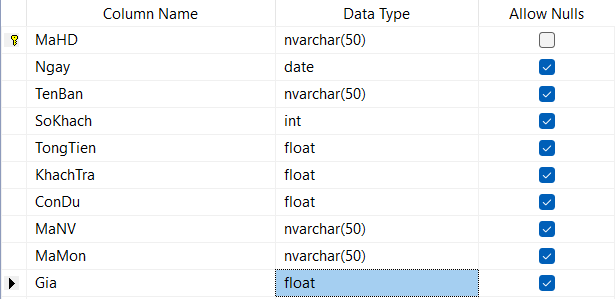 Column Name Data Type Allow Nulls
MaHD nvarchar(50)
Ngay date
TenBan nvarchar(50)
SoKhach int
TongTien float
KhachTra float
ConDu float
MaNV nvarchar(50)
MaMon nvarchar(50)
Gia float